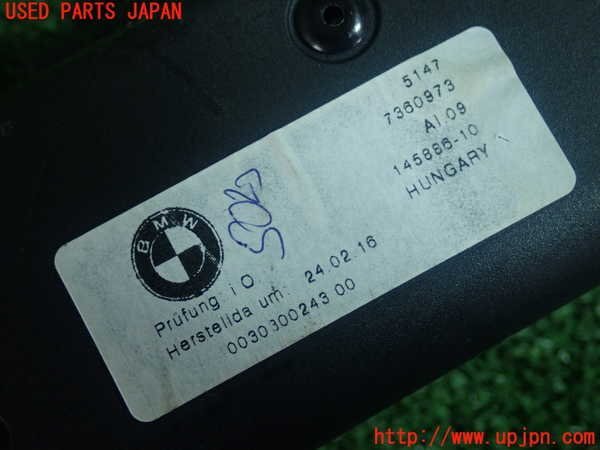 USED PARTS JAPAN
5147
7360973
AI 09
145886-10
HUNGARY
BMW
Prüfung i O
Herstellda um: 24.02.16
0030300243 00
http://www.upjpn.com/